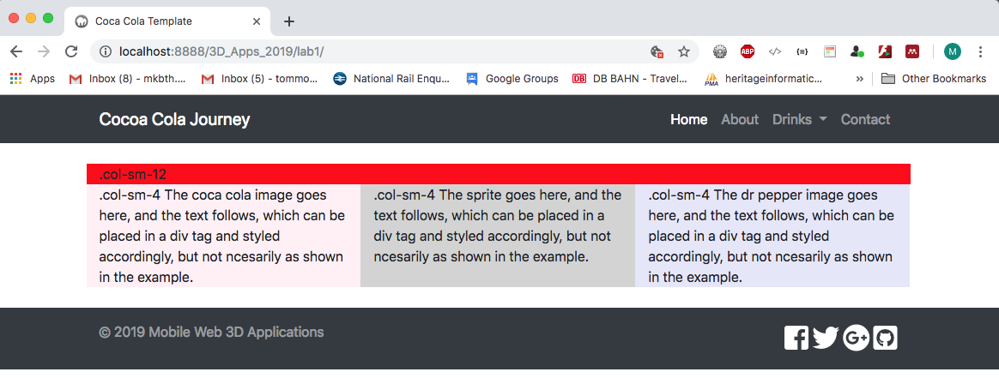 Coca Cola Template
localhost:8888/3D_Apps_2019/lab1/
ABP
M
Apps
Inbox (8) - mkbth....
Inbox (5) - tommo...
National Rail Enqu...
Google Groups
DB
DB BAHN - Travel...
PMA
heritageinformatic...
»
Other Bookmarks
Cocoa Cola Journey
Home
About
Drinks
Contact
.col-sm-12
.col-sm-4 The coca cola image goes
here, and the text follows, which can be
placed in a div tag and styled
accordingly, but not ncesarily as shown
in the example.
.col-sm-4 The sprite goes here, and the
text follows, which can be placed in a
div tag and styled accordingly, but not
ncesarily as shown in the example.
.col-sm-4 The dr pepper image goes
here, and the text follows, which can be
placed in a div tag and styled
accordingly, but not ncesarily as shown
in the example.
© 2019 Mobile Web 3D Applications
G+